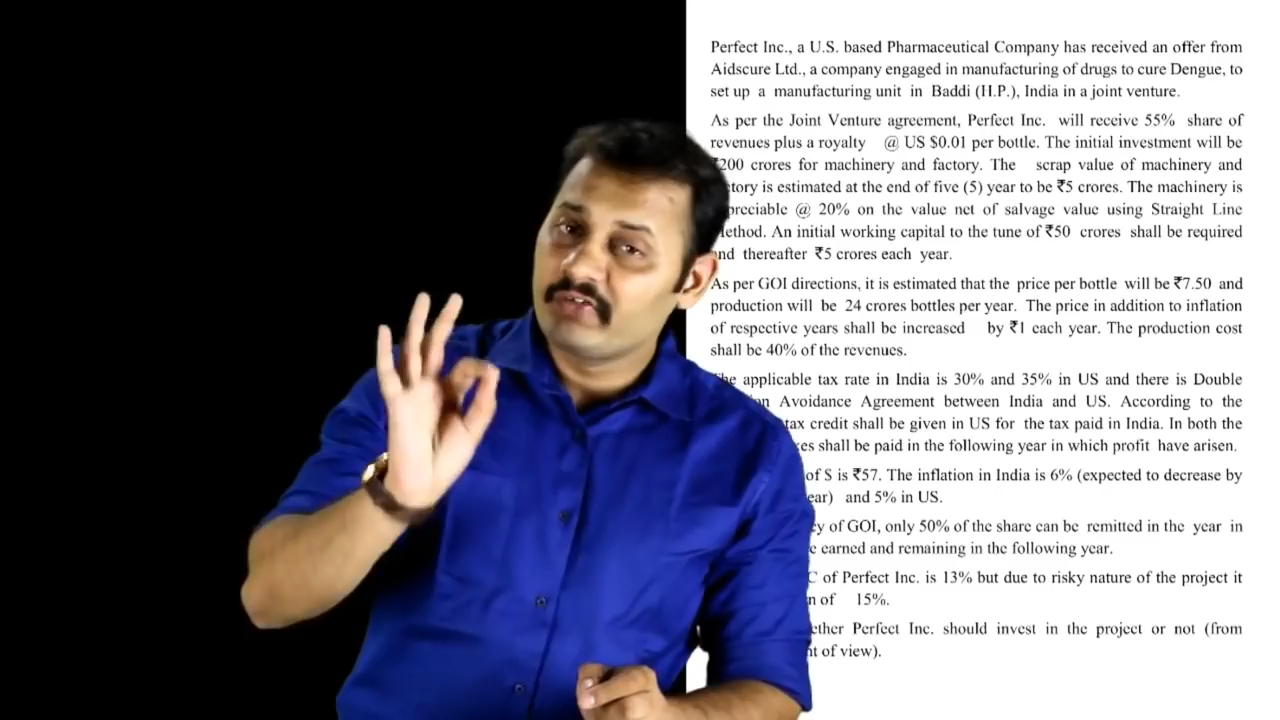 Perfect Inc., a U.S. based Pharmaceutical Company has received an offer from
Aidscure Ltd., a company engaged in manufacturing of drugs to cure Dengue, to
set up a manufacturing unit in Baddi (H.P.), India in a joint venture.
As per the Joint Venture agreement, Perfect Inc. will receive 55% share of
revenues plus a royalty @ US $0.01 per bottle. The initial investment will be
₹200 crores for machinery and factory. The scrap value of machinery and
is estimated at the end of five (5) year to be ₹5 crores. The machinery is
@ 20% on the value net of salvage value using Straight Line
An initial working capital to the tune of ₹50 crores shall be required
and thereafter ₹5 crores each year.
As per GOI directions, it is estimated that the price per bottle will be ₹7.50 and
production will be 24 crores bottles per year. The price in addition to inflation
of respective years shall be increased by ₹1 each year. The production cost
shall be 40% of the revenues.
The applicable tax rate in India is 30% and 35% in US and there is Double
Avoidance Agreement between India and US. According to the
tax credit shall be given in US for the tax paid in India. In both the
shall be paid in the following year in which profit have arisen.
of $ is ₹57. The inflation in India is 6% (expected to decrease by
and 5% in US.
of GOI, only 50% of the share can be remitted in the year in
earned and remaining in the following year.
of Perfect Inc. is 13% but due to risky nature of the project it
of 15%.
Perfect Inc. should invest in the project or not (from
of view).